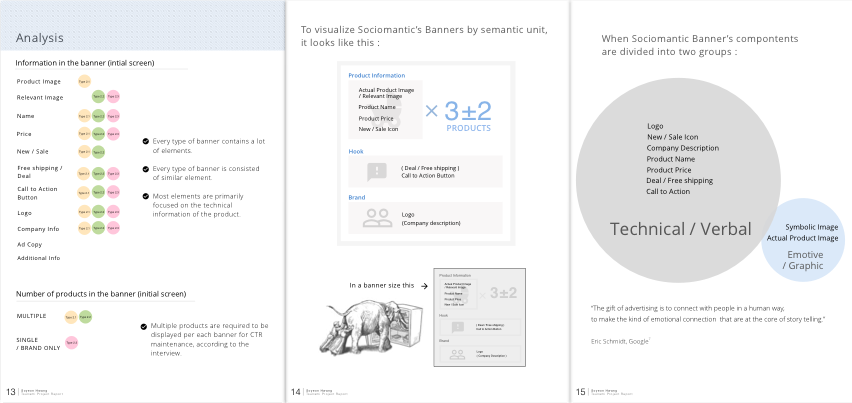 Analysis
Information in the banner (intial screen)
Product Image
Relevant Image
Name
Price
New / Sale
Free shipping /
Deal
Call to Action
Button
Logo
Company Info
Ad Copy
Additional Info
Every type of banner contains a lot
of elements.
Every type of banner is consisted
of similar element.
Most elements are primarily
focused on the technical
information of the product.
Number of products in the banner (initial screen)
MULTIPLE
SINGLE
/ BRAND ONLY
Multiple products are required to be
displayed per each banner for CTR
maintenance, according to the
interview.
13
To visualize Sociomantic's Banners by semantic unit,
it looks like this :
Product Information
Actual Product Image
/ Relevant Image
Product Name
Product Price
New / Sale Icon
× 3±2
PRODUCTS
Hook
( Deal / Free shipping )
Call to Action Button
Brand
Logo
(Company description)
In a banner size this
Product Information
Actual Product Image
Product Name
Product Price
New / Sale Icon
× 3±2
Hook
( Deal / Free shipping)
Call to Action Button
Brand
Logo
(Company Description)
14
When Sociomantic Banner's compontents
are divided into two groups :
Logo
New / Sale Icon
Company Description
Product Name
Product Price
Deal / Free shipping
Call to Action
Technical / Verbal
Symbolic Image
Actual Product Image
Emotive
/ Graphic
"The gift of advertising is to connect with people in a human way,
to make the kind of emotional connection that are at the core of story telling."
Eric Schmidt, Google
15